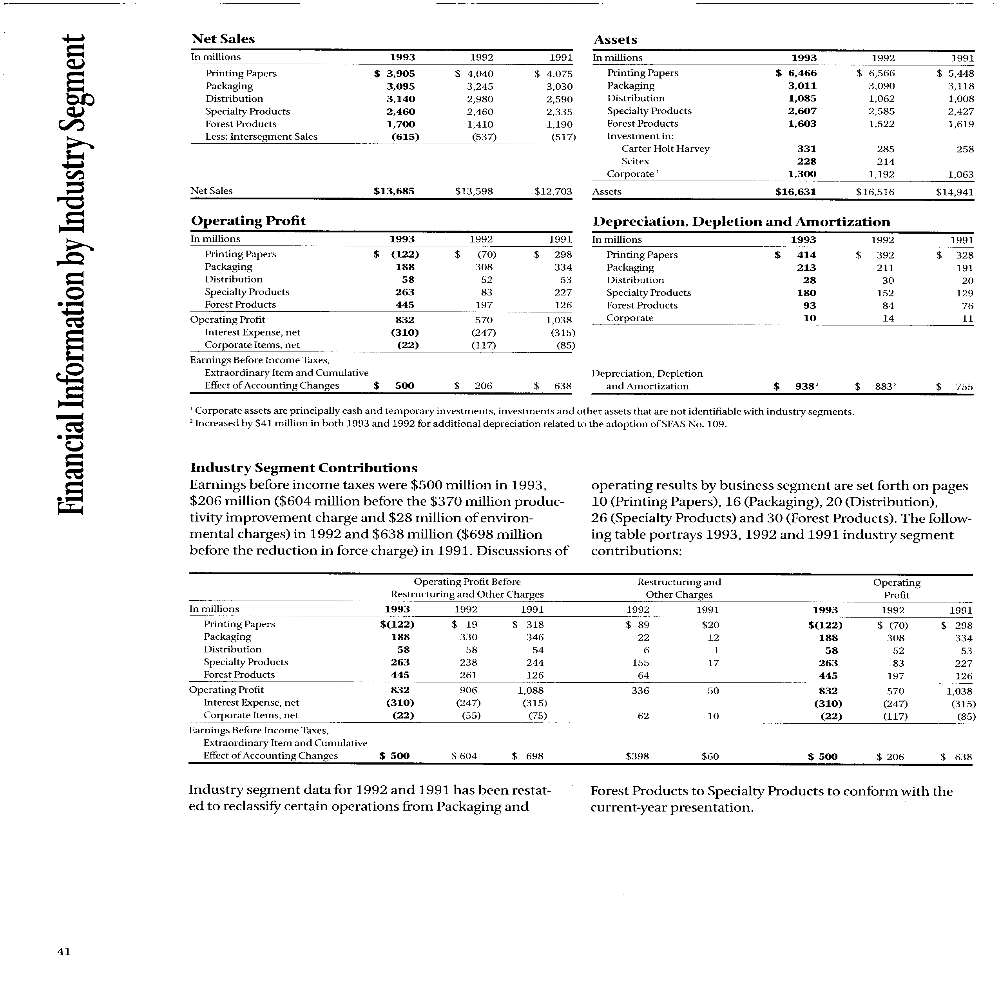 Financial Information by Industry Segment
Net Sales
In millions 1993 1992 1991
Printing Papers $ 3,905 $ 4,040 $ 4,075
Packaging 3,095 3,245 3,030
Distribution 3,140 2,980 2,590
Specialty Products 2,460 2,460 2,335
Forest Products 1,700 1,410 1,190
Less: Intersegment Sales (615) (537) (517)
Net Sales $13,685 $13,598 $12,703
Assets
In millions 1993 1992 1991
Printing Papers $ 6,466 $ 6,566 $ 5,448
Packaging 3,011 3,090 3,118
Distribution 1,085 1,062 1,008
Specialty Products 2,607 2,585 2,427
Forest Products 1,603 1,522 1,619
Investment in:
Carter Holt Harvey 331 285 258
Scitex 228 214
Corporate¹ 1,300 1,192 1,063
Assets $16,631 $16,516 $14,941
Operating Profit
In millions 1993 1992 1991
Printing Papers $ (122) $ (70) $ 298
Packaging 188 308 334
Distribution 58 52 53
Specialty Products 263 83 227
Forest Products 445 197 126
Operating Profit 832 570 1,038
Interest Expense, net (310) (247) (315)
Corporate Items, net (22) (117) (85)
Earnings Before Income Taxes,
Extraordinary Item and Cumulative
Effect of Accounting Changes $ 500 $ 206 $ 638
Depreciation, Depletion and Amortization
In millions 1993 1992 1991
Printing Papers $ 414 $ 392 $ 328
Packaging 213 211 191
Distribution 28 30 20
Specialty Products 180 152 129
Forest Products 93 84 76
Corporate 10 14 11
Depreciation, Depletion
and Amortization $ 938² $ 883² $ 755
¹ Corporate assets are principally cash and temporary investments, investments and other assets that are not identifiable with industry segments.
² Increased by $41 million in both 1993 and 1992 for additional depreciation related to the adoption of SFAS No. 109.
Industry Segment Contributions
Earnings before income taxes were $500 million in 1993,
$206 million ($604 million before the $370 million produc-
tivity improvement charge and $28 million of environ-
mental charges) in 1992 and $638 million ($698 million
before the reduction in force charge) in 1991. Discussions of
operating results by business segment are set forth on pages
10 (Printing Papers), 16 (Packaging), 20 (Distribution),
26 (Specialty Products) and 30 (Forest Products). The follow-
ing table portrays 1993, 1992 and 1991 industry segment
contributions:
Operating Profit Before Restructuring and Operating
Restructuring and Other Charges Other Charges Profit
In millions 1993 1992 1991 1992 1991 1993 1992 1991
Printing Papers $(122) $ 19 $ 318 $ 89 $20 $(122) $ (70) $ 298
Packaging 188 330 346 22 12 188 308 334
Distribution 58 58 54 6 1 58 52 53
Specialty Products 263 238 244 155 17 263 83 227
Forest Products 445 261 126 64 445 197 126
Operating Profit 832 906 1,088 336 50 832 570 1,038
Interest Expense, net (310) (247) (315) (310) (247) (315)
Corporate Items, net (22) (55) (75) 62 10 (22) (117) (85)
Earnings Before Income Taxes,
Extraordinary Item and Cumulative
Effect of Accounting Changes $ 500 $ 604 $ 698 $398 $60 $ 500 $ 206 $ 638
Industry segment data for 1992 and 1991 has been restat-
ed to reclassify certain operations from Packaging and
Forest Products to Specialty Products to conform with the
current-year presentation.
41